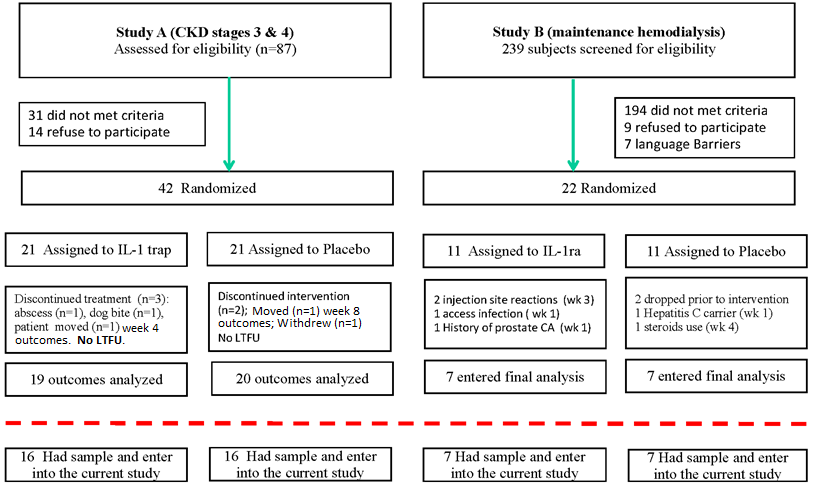 Study A (CKD stages 3 & 4)
Assessed for eligibility (n=87)
Study B (maintenance hemodialysis)
239 subjects screened for eligibility
31 did not met criteria
14 refuse to participate
194 did not met criteria
9 refused to participate
7 language Barriers
42 Randomized
22 Randomized
21 Assigned to IL-1 trap
21 Assigned to Placebo
11 Assigned to IL-1ra
11 Assigned to Placebo
Discontinued treatment (n=3):
abscess (n=1), dog bite (n=1),
patient moved (n=1) week 4
outcomes. No LTFU.
Discontinued intervention
(n=2); Moved (n=1) week 8
outcomes; Withdrew (n=1)
No LTFU
2 injection site reactions (wk 3)
1 access infection ( wk 1)
1 History of prostate CA (wk 1)
2 dropped prior to intervention
1 Hepatitis C carrier (wk 1)
1 steroids use (wk 4)
19 outcomes analyzed
20 outcomes analyzed
7 entered final analysis
7 entered final analysis
16 Had sample and enter
into the current study
16 Had sample and enter
into the current study
7 Had sample and enter
into the current study
7 Had sample and enter
into the current study